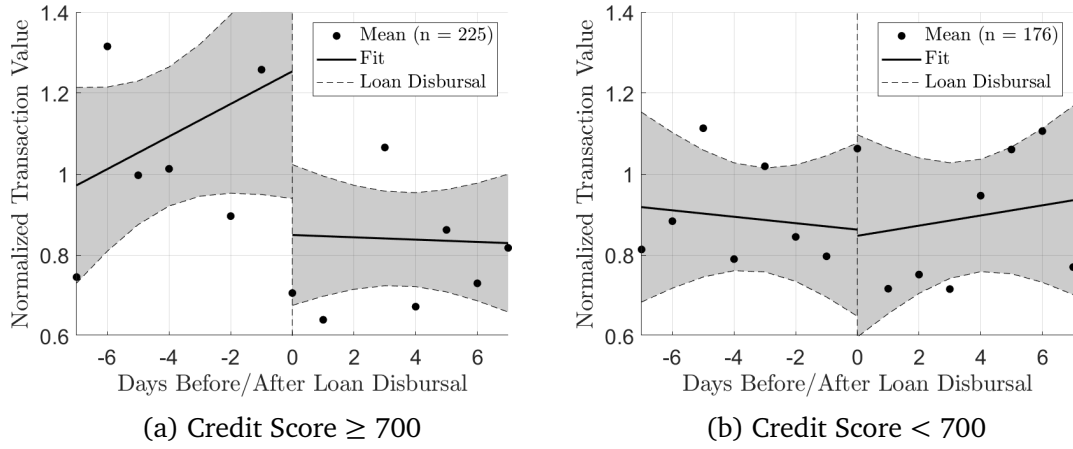 1.4
1.2
1
0.8
0.6
Normalized Transaction Value
-6 -4 -2 0 2 4 6
Days Before/After Loan Disbursal
Mean (n = 225)
Fit
Loan Disbursal
(a) Credit Score ≥ 700
1.4
1.2
1
0.8
0.6
Normalized Transaction Value
-6 -4 -2 0 2 4 6
Days Before/After Loan Disbursal
Mean (n = 176)
Fit
Loan Disbursal
(b) Credit Score < 700